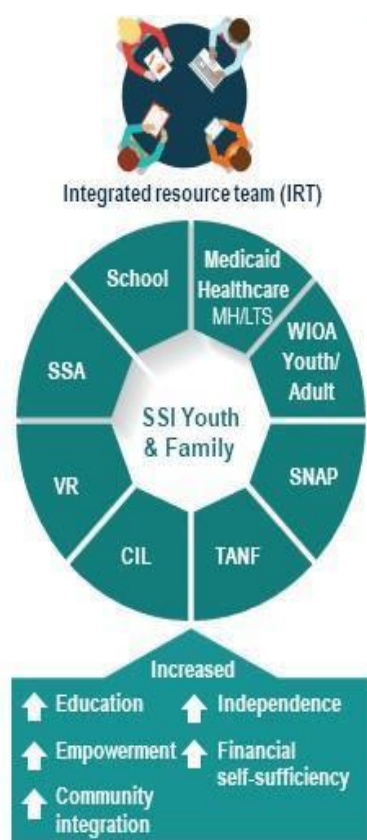 Integrated resource team (IRT)
School
Medicaid
Healthcare
MH/LTS
WIOA
Youth/
Adult
SSA
SSI Youth
& Family
SNAP
VR
CIL
TANF
Increased
Education
Independence
Empowerment
Financial
self-sufficiency
Community
integration